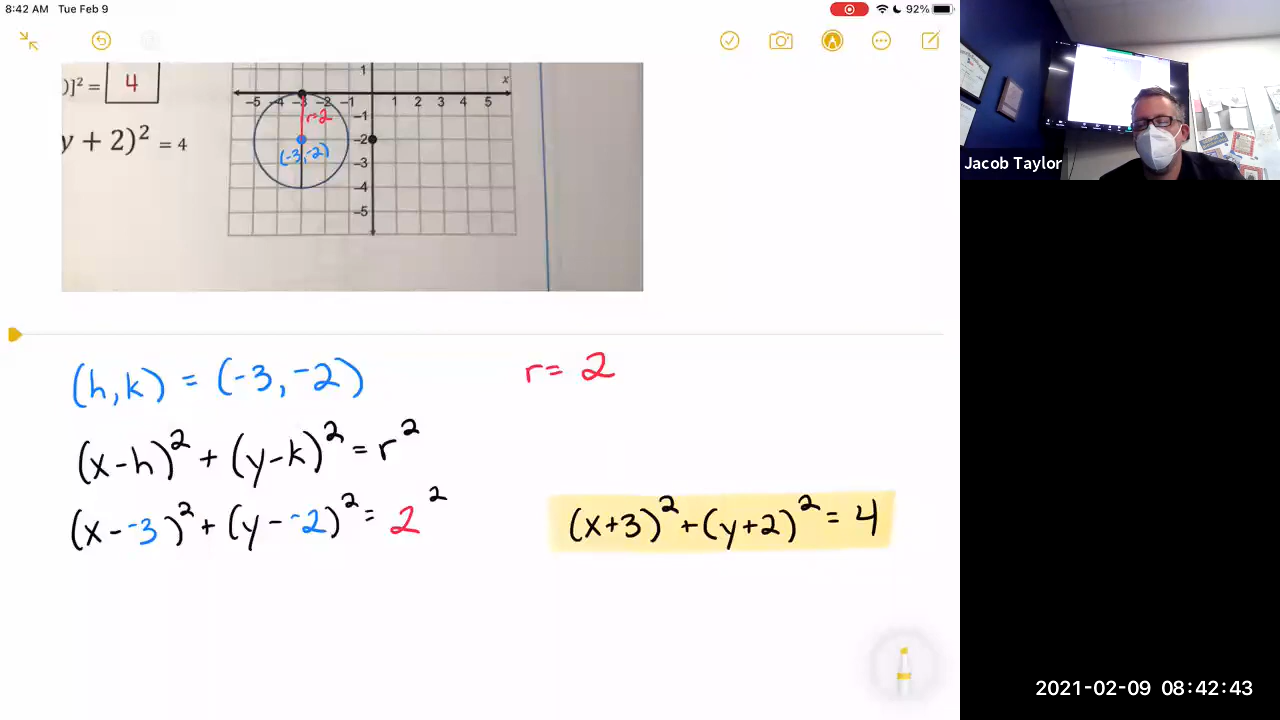 8:42 AM Tue Feb 9
92%
)]² = 4
y + 2)² = 4
1
x
-5 -4 -3 -2 -1 1 2 3 4 5
r=2
-1
-2
(-3,-2)
-3
-4
-5
Jacob Taylor
(h,k) = (-3,-2)
r= 2
(x-h)² + (y-k)² = r²
(x--3)² + (y--2)² = 2²
(x+3)² + (y+2)² = 4
2021-02-09 08:42:43